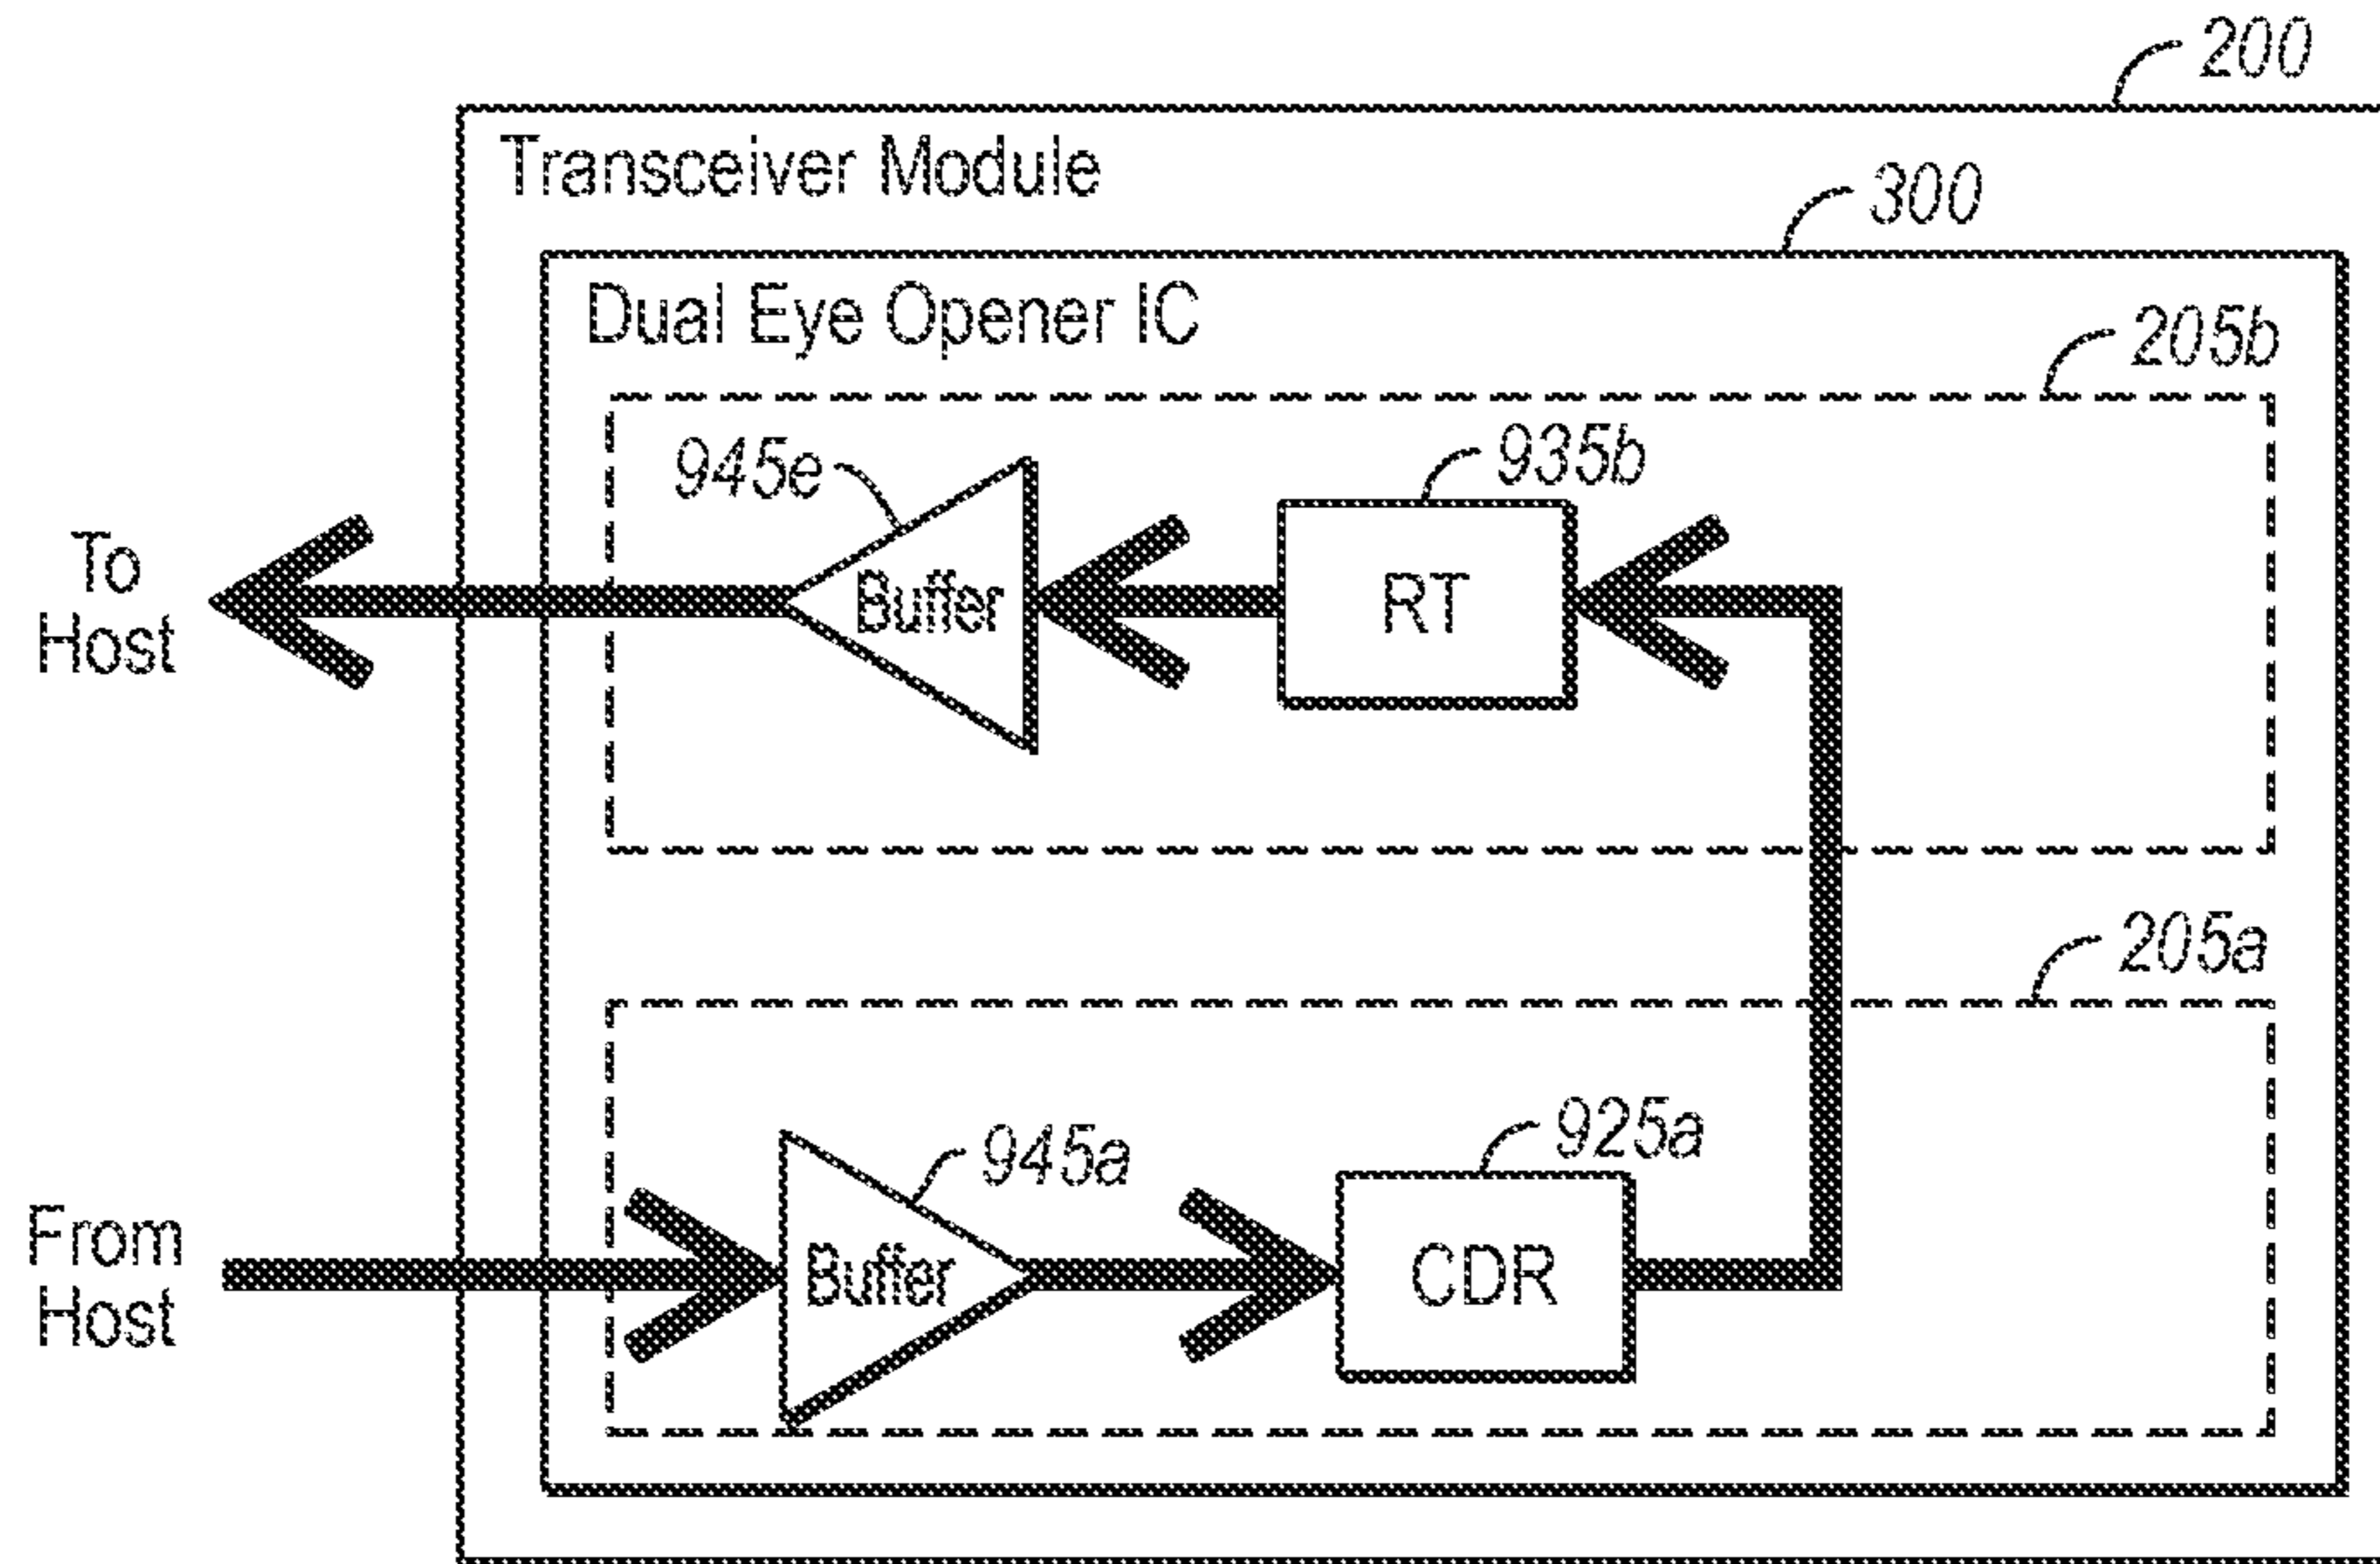 200
Transceiver Module
300
Dual Eye Opener IC
205b
945e
935b
To
Host
Buffer
RT
205a
945a
925a
From
Host
Buffer
CDR